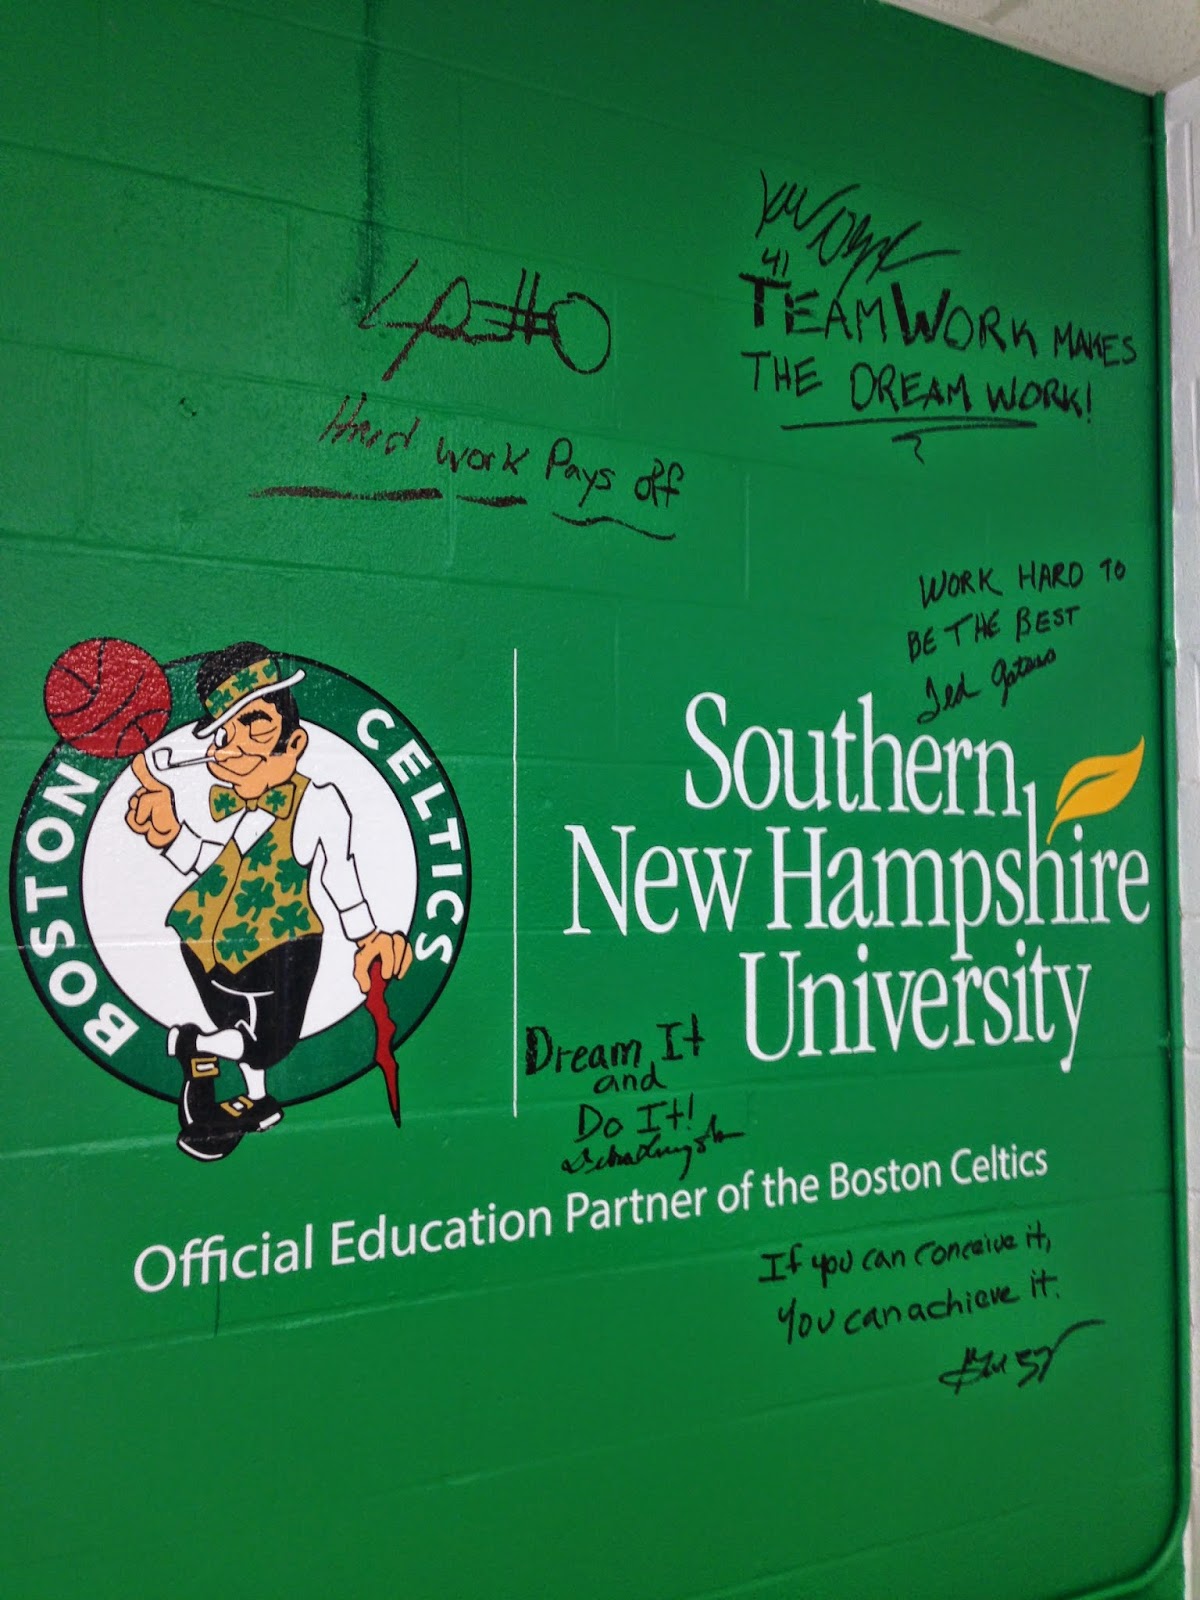 41
TEAMWORK MAKES
THE DREAM WORK!
Hard work Pays off
WORK HARD TO
BE THE BEST
Ted
BOSTON
CELTICS
Southern
New Hampshire
University
Dream It
and
Do It!
Official Education Partner of the Boston Celtics
If you can conceive it,
You can achieve it.